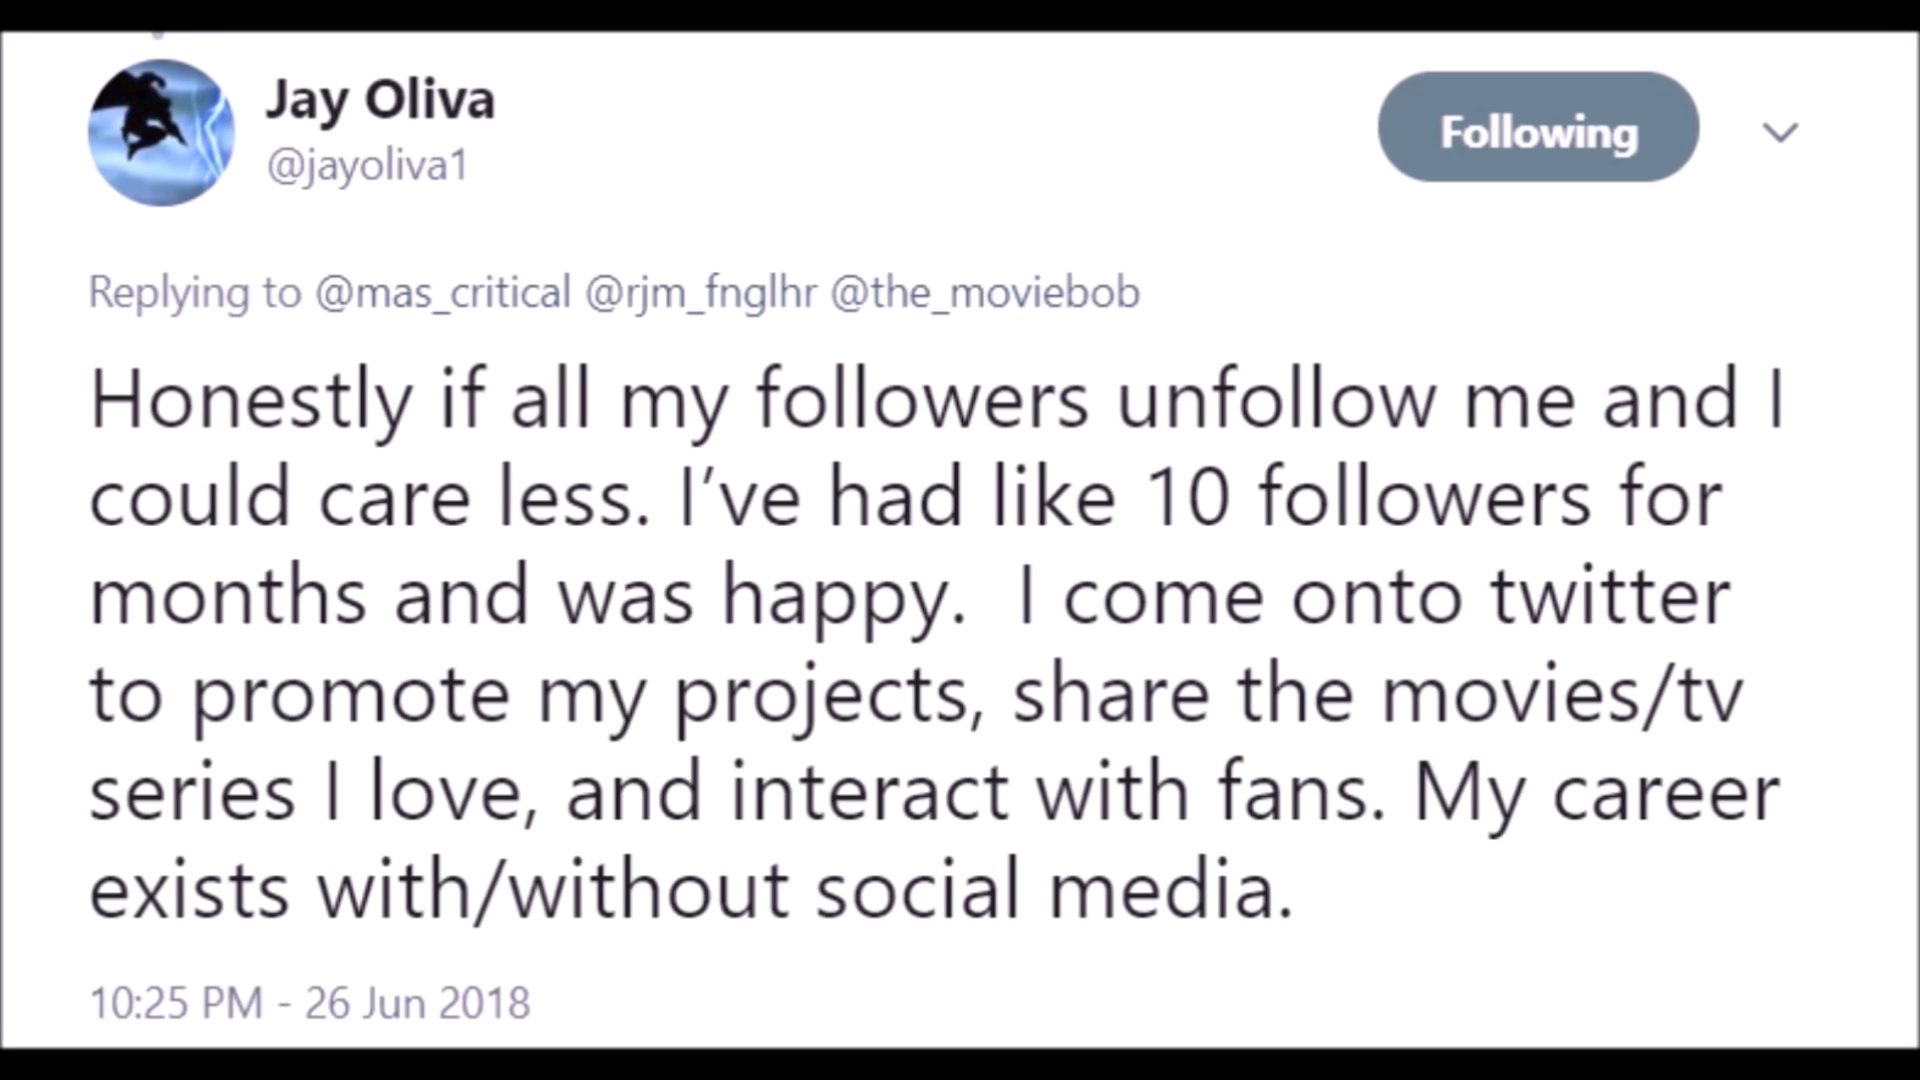 Jay Oliva
@jayoliva1
Following
Replying to @mas_critical @rjm_fnglhr @the_moviebob
Honestly if all my followers unfollow me and I
could care less. I’ve had like 10 followers for
months and was happy.  I come onto twitter
to promote my projects, share the movies/tv
series I love, and interact with fans. My career
exists with/without social media.
10:25 PM - 26 Jun 2018